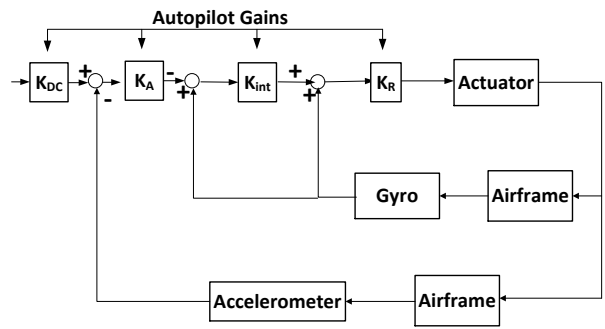 Autopilot Gains
K_DC
+
-
K_A
-
+
K_int
+
+
K_R
Actuator
Gyro
Airframe
Accelerometer
Airframe